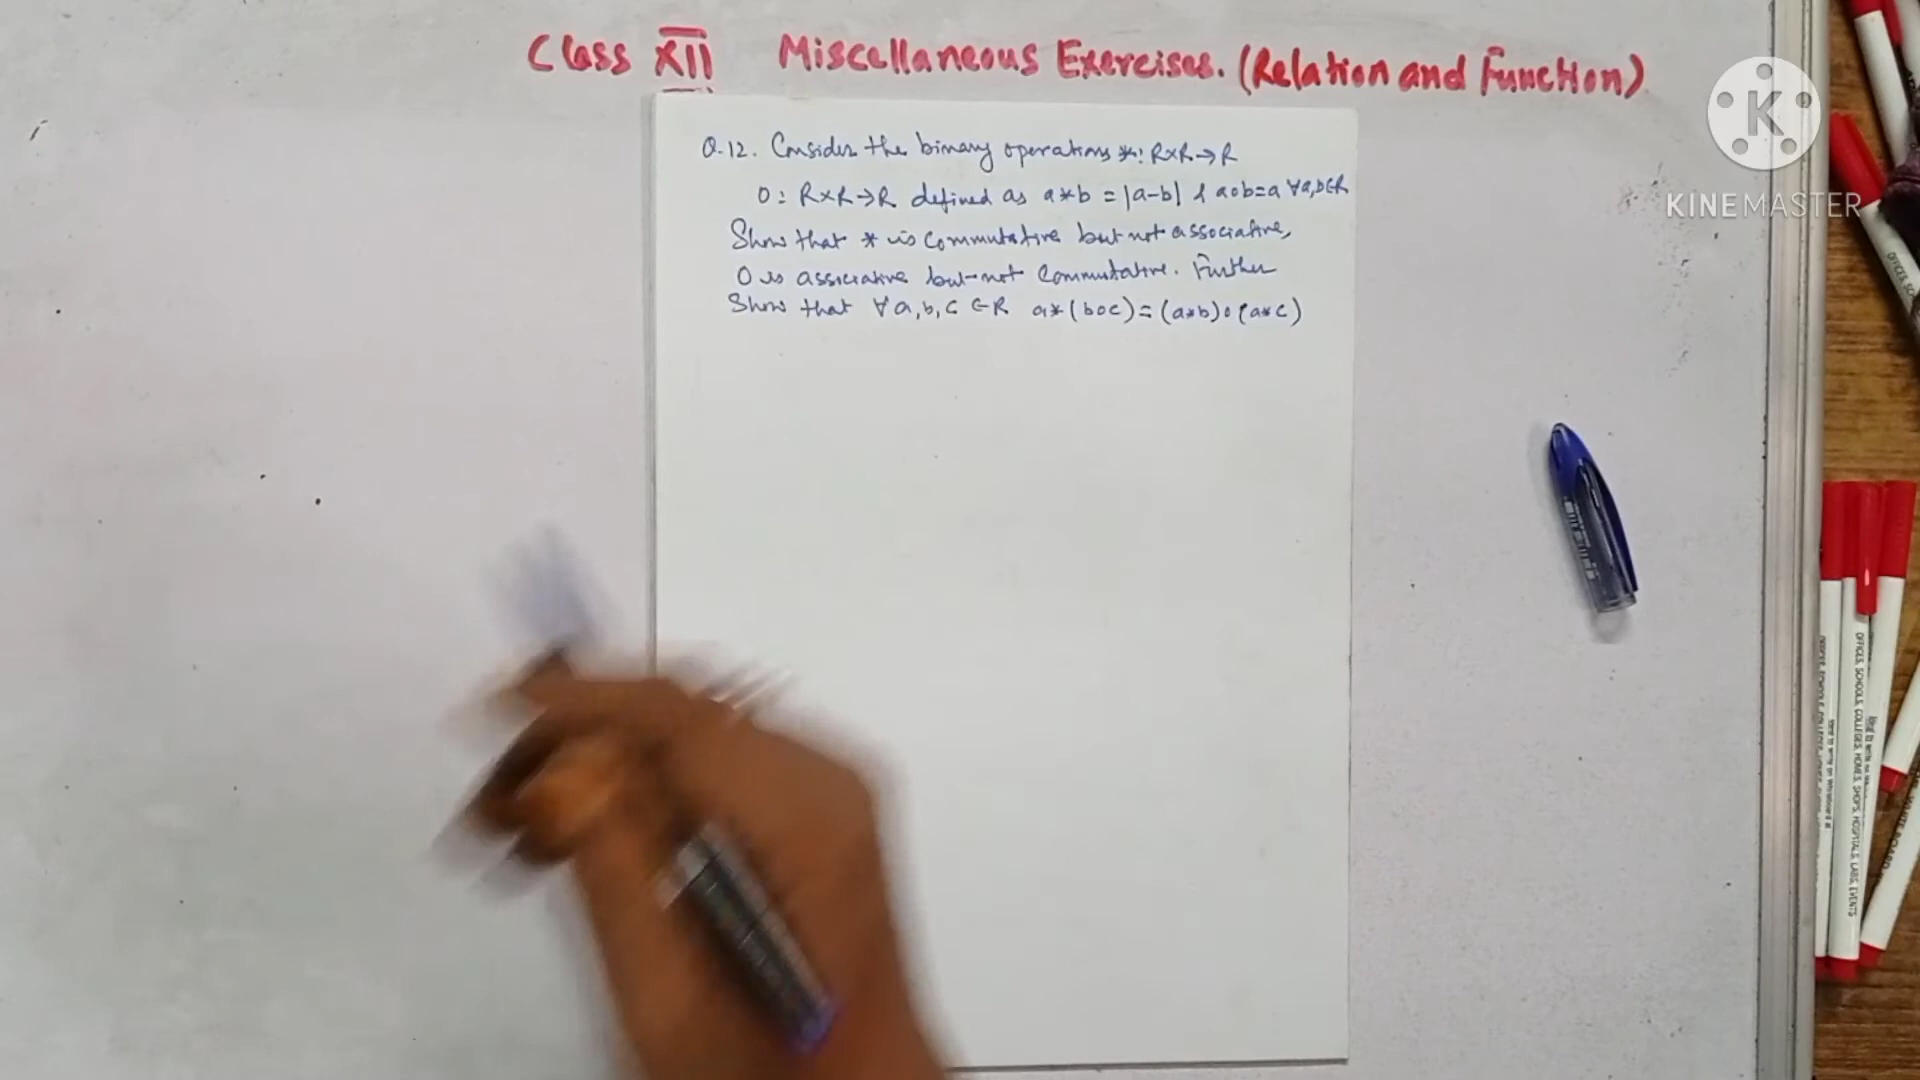 Class XII Miscellaneous Exercises. (Relation and Function)
K
KINEMASTER
Q.12. Consider the binary operations *: R×R→R
O: R×R→R defined as a*b = |a-b| & aob=a ∀a,b∈R
Show that * is commutative but not associative,
O is associative but not commutative. Further
Show that ∀a,b,c ∈R a*(boc)=(a*b)o(a*c)